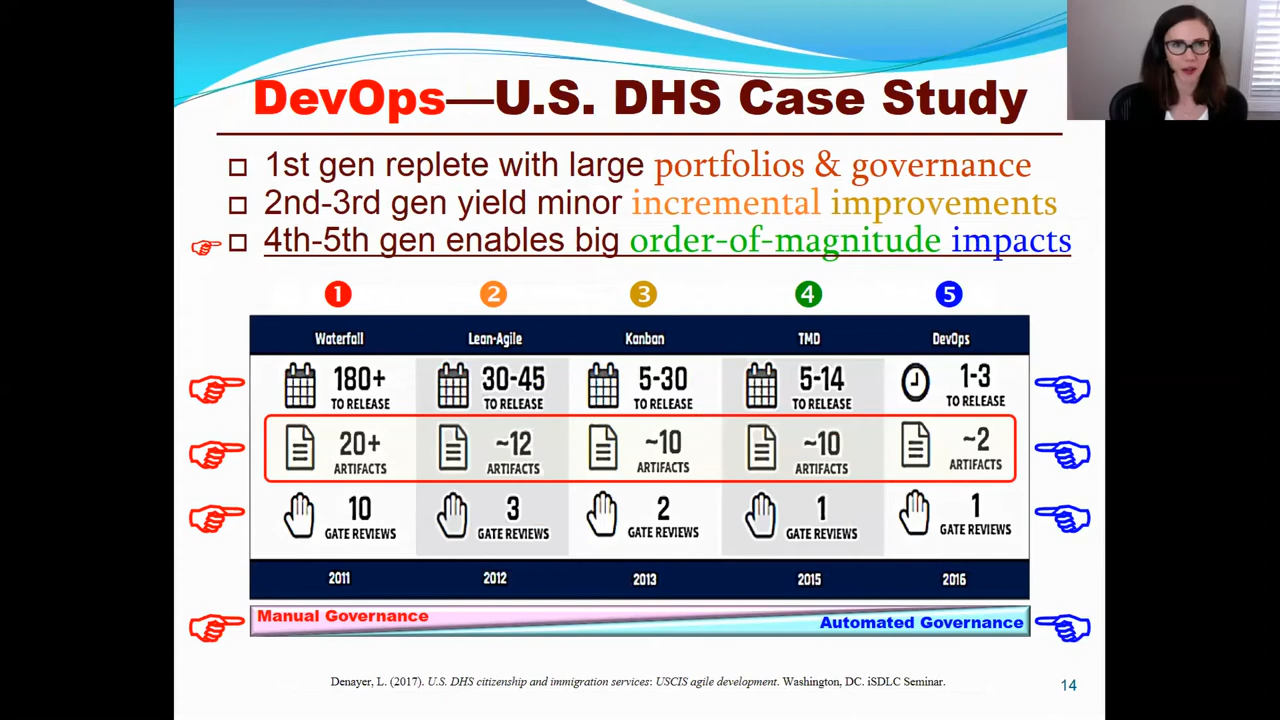 DevOps—U.S. DHS Case Study
1st gen replete with large portfolios & governance
2nd-3rd gen yield minor incremental improvements
4th-5th gen enables big order-of-magnitude impacts
1 2 3 4 5
Waterfall Lean-Agile Kanban TMD DevOps
180+ 30-45 5-30 5-14 1-3
TO RELEASE TO RELEASE TO RELEASE TO RELEASE TO RELEASE
20+ ~12 ~10 ~10 ~2
ARTIFACTS ARTIFACTS ARTIFACTS ARTIFACTS ARTIFACTS
10 3 2 1 1
GATE REVIEWS GATE REVIEWS GATE REVIEWS GATE REVIEWS GATE REVIEWS
2011 2012 2013 2015 2016
Manual Governance
Automated Governance
Denayer, L. (2017). U.S. DHS citizenship and immigration services: USCIS agile development. Washington, DC. iSDLC Seminar.
14